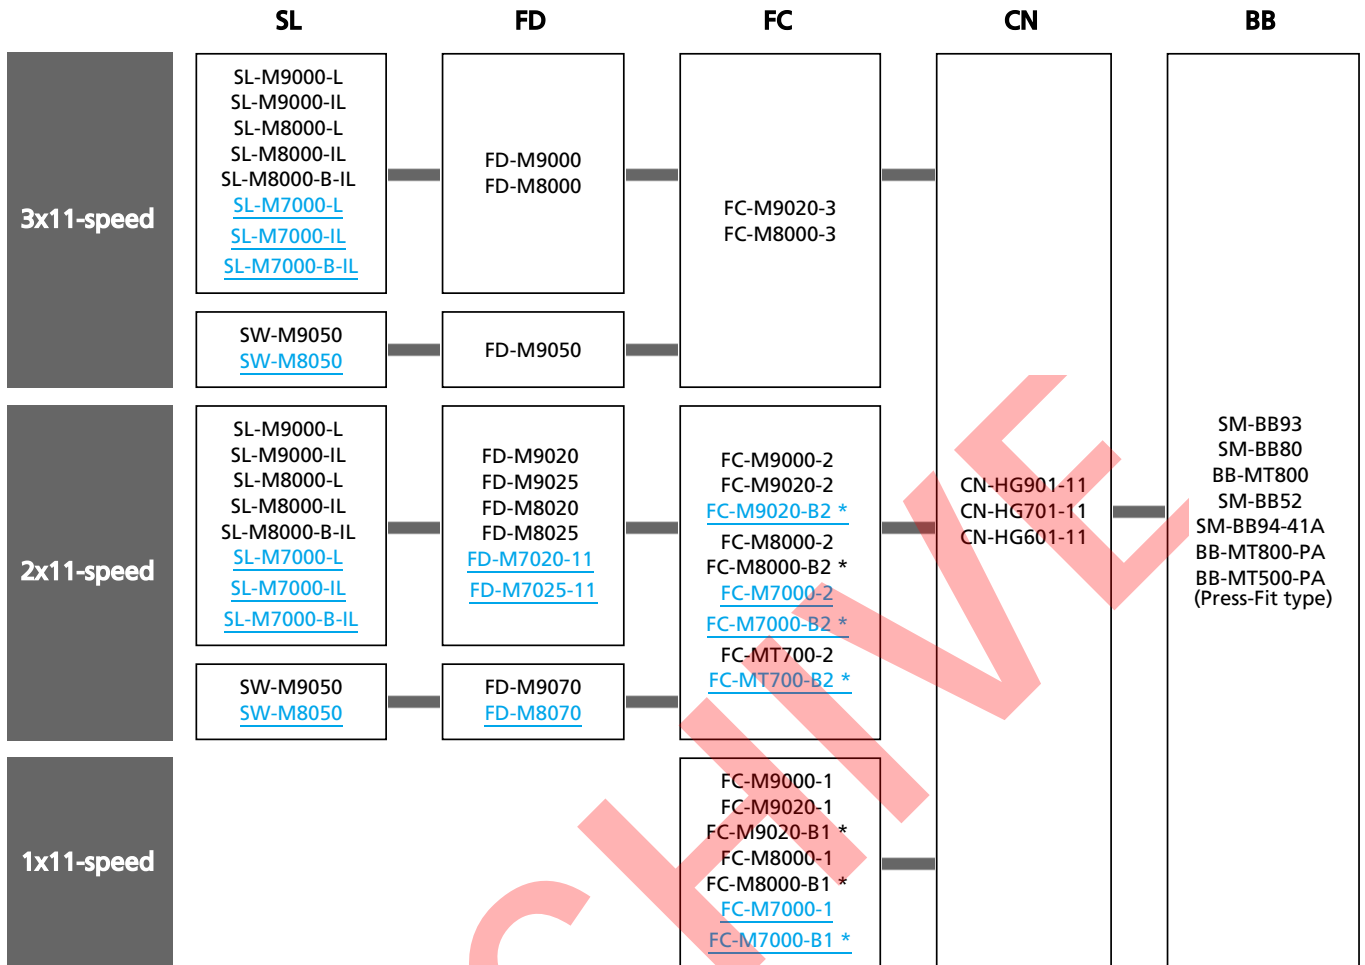 SL
FD
FC
CN
BB
3x11-speed
SL-M9000-L
SL-M9000-IL
SL-M8000-L
SL-M8000-IL
SL-M8000-B-IL
SL-M7000-L
SL-M7000-IL
SL-M7000-B-IL
FD-M9000
FD-M8000
SW-M9050
SW-M8050
FD-M9050
FC-M9020-3
FC-M8000-3
2x11-speed
SL-M9000-L
SL-M9000-IL
SL-M8000-L
SL-M8000-IL
SL-M8000-B-IL
SL-M7000-L
SL-M7000-IL
SL-M7000-B-IL
FD-M9020
FD-M9025
FD-M8020
FD-M8025
FD-M7020-11
FD-M7025-11
SW-M9050
SW-M8050
FD-M9070
FD-M8070
FC-M9000-2
FC-M9020-2
FC-M9020-B2 *
FC-M8000-2
FC-M8000-B2 *
FC-M7000-2
FC-M7000-B2 *
FC-MT700-2
FC-MT700-B2 *
1x11-speed
FC-M9000-1
FC-M9020-1
FC-M9020-B1 *
FC-M8000-1
FC-M8000-B1 *
FC-M7000-1
FC-M7000-B1 *
CN-HG901-11
CN-HG701-11
CN-HG601-11
SM-BB93
SM-BB80
BB-MT800
SM-BB52
SM-BB94-41A
BB-MT800-PA
BB-MT500-PA
(Press-Fit type)
CHIVE